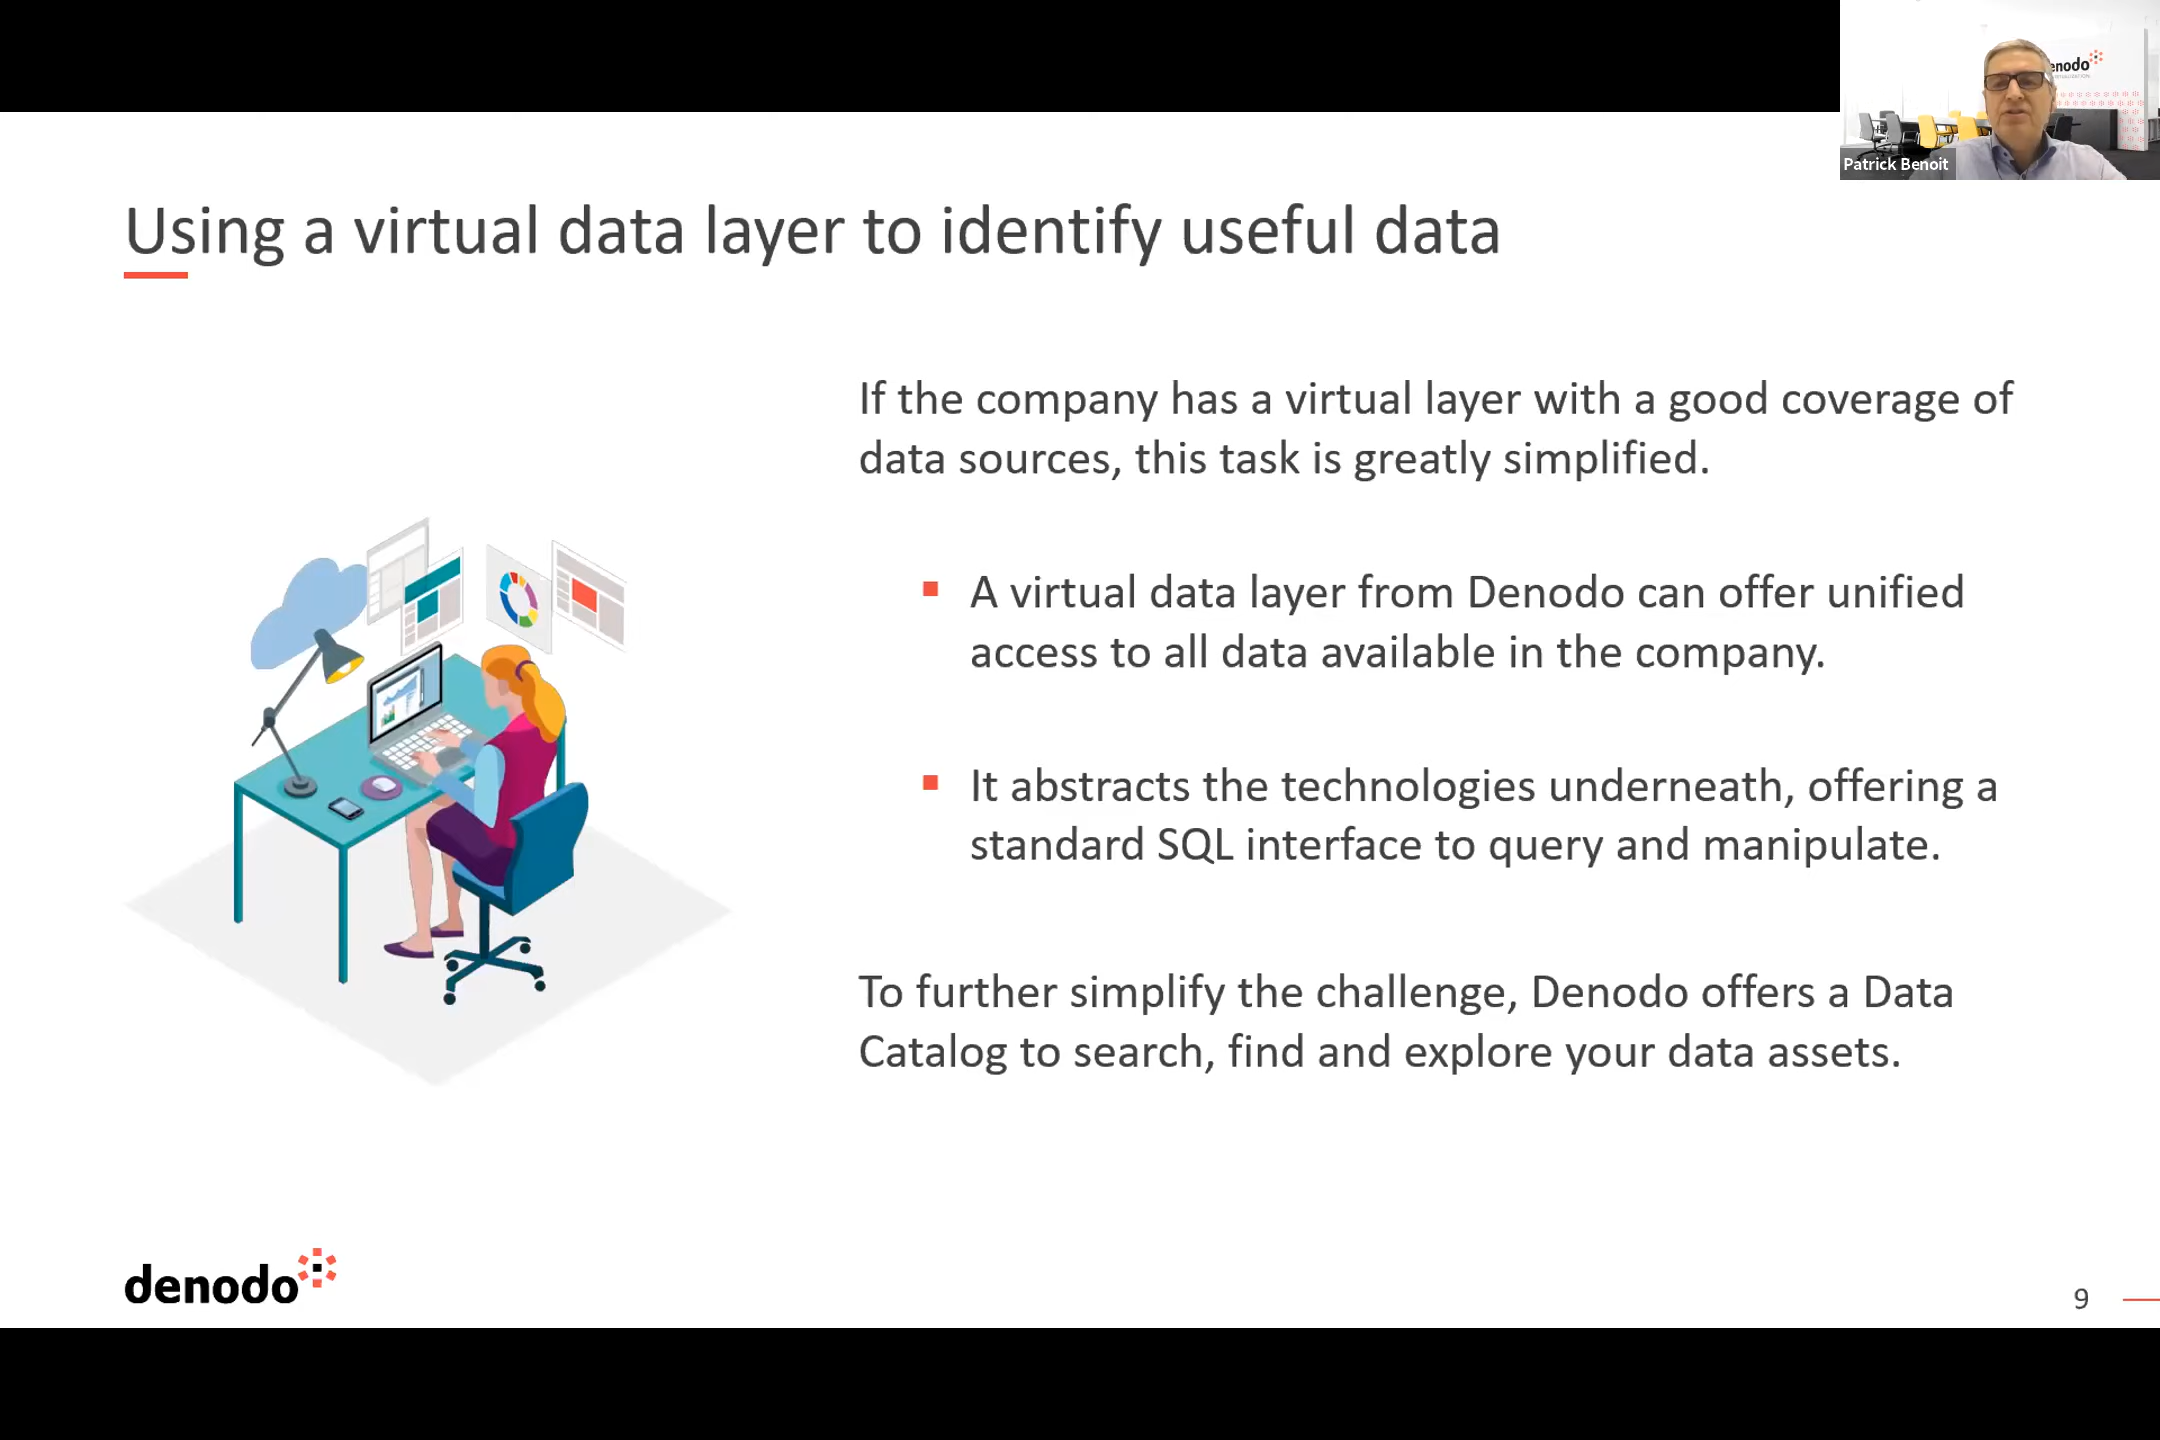 enodo
Patrick Benoit
Using a virtual data layer to identify useful data
If the company has a virtual layer with a good coverage of
data sources, this task is greatly simplified.
A virtual data layer from Denodo can offer unified
access to all data available in the company.
It abstracts the technologies underneath, offering a
standard SQL interface to query and manipulate.
To further simplify the challenge, Denodo offers a Data
Catalog to search, find and explore your data assets.
denodo
9